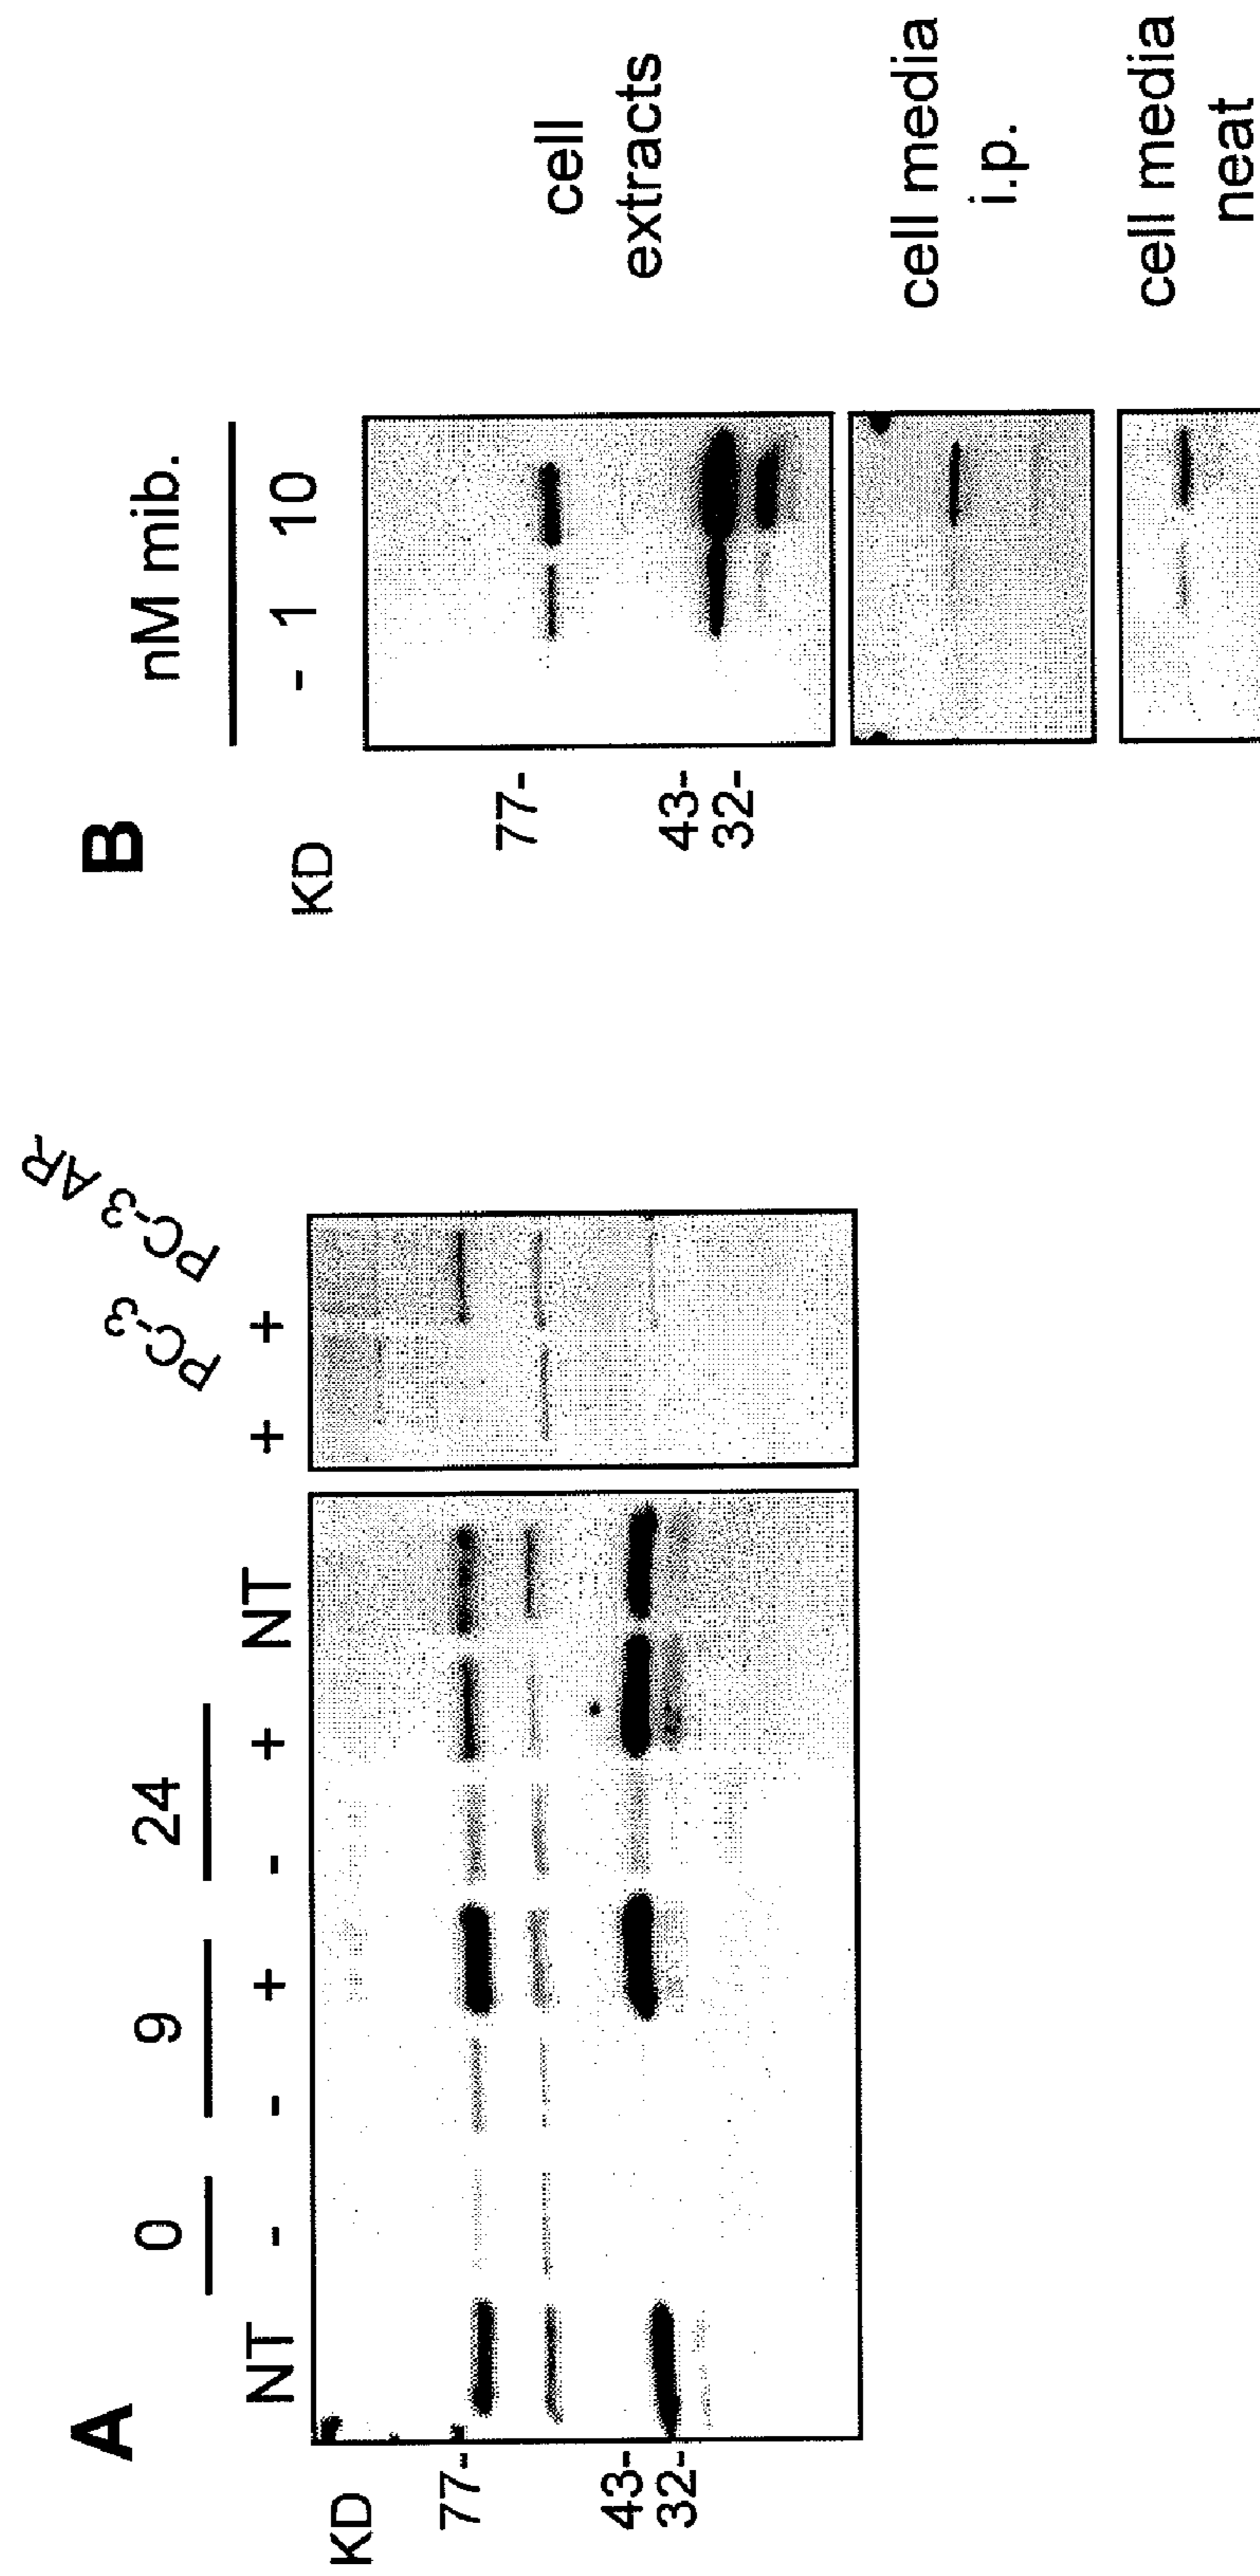 A
0 9 24
PC-3 PC-3 AR
NT - - + - + NT + +
KD
77-
43-
32-
B
nM mib.
- 1 10
KD
77-
43-
32-
cell
extracts
cell media
i.p.
cell media
neat